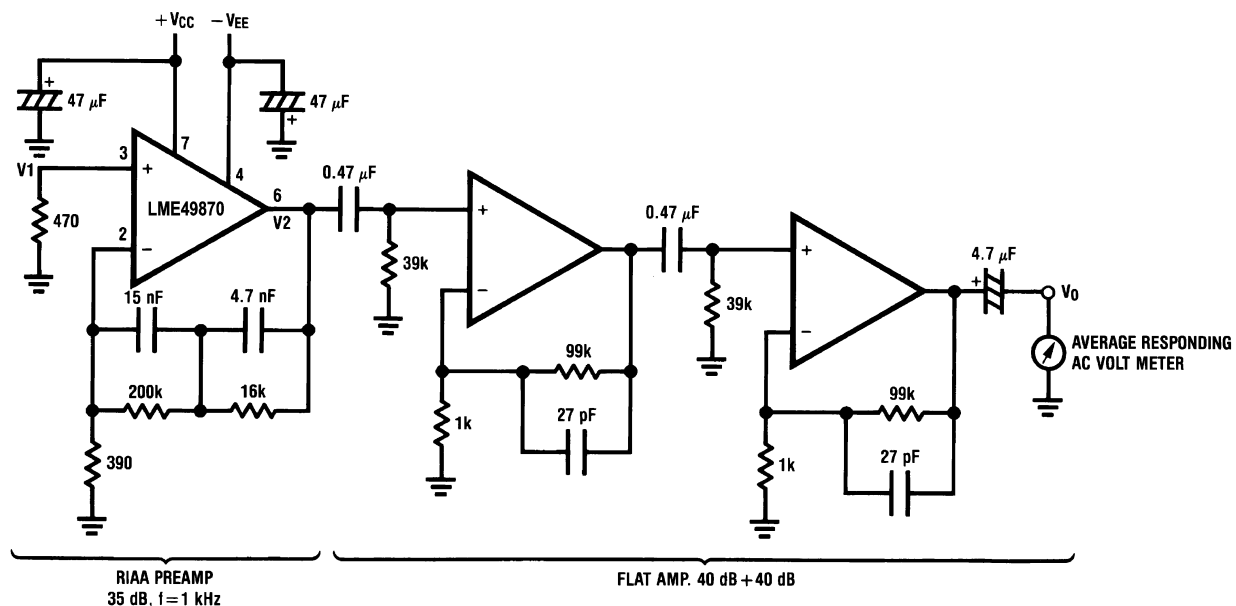 +VCC
−VEE
+
47 μF
47 μF
+
7
3
V1
+
4
0.47 μF
6
LME49870
V2
470
2
−
+
39k
0.47 μF
15 nF
4.7 nF
−
+
39k
4.7 μF
+
VO
200k
16k
99k
−
AVERAGE RESPONDING
AC VOLT METER
390
1k
27 pF
99k
1k
27 pF
RIAA PREAMP
35 dB, f=1 kHz
FLAT AMP. 40 dB+40 dB